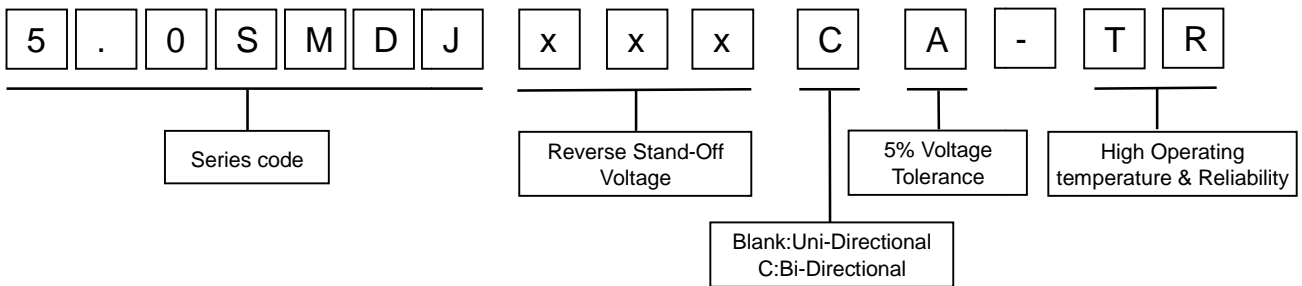 5 . 0 S M D J x x x C A - T R
Series code
Reverse Stand-Off
Voltage
Blank:Uni-Directional
C:Bi-Directional
5% Voltage
Tolerance
High Operating
temperature & Reliability